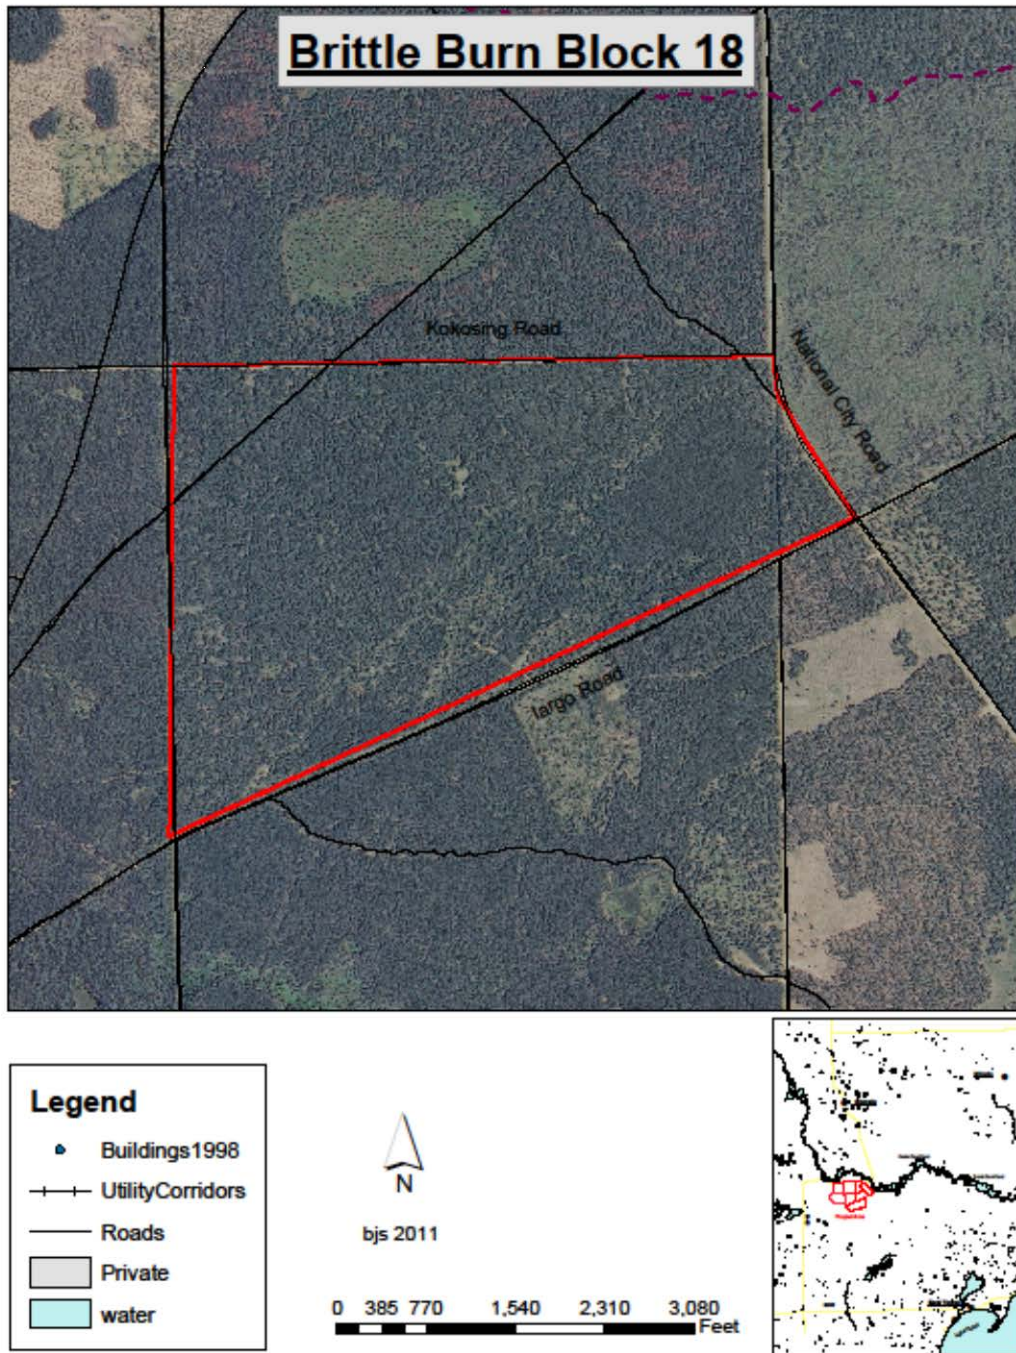 Brittle Burn Block 18
Kokosing Road
National City Road
Iargo Road
Legend
Buildings1998
UtilityCorridors
Roads
Private
water
N
bjs 2011
0 385 770 1,540 2,310 3,080
Feet